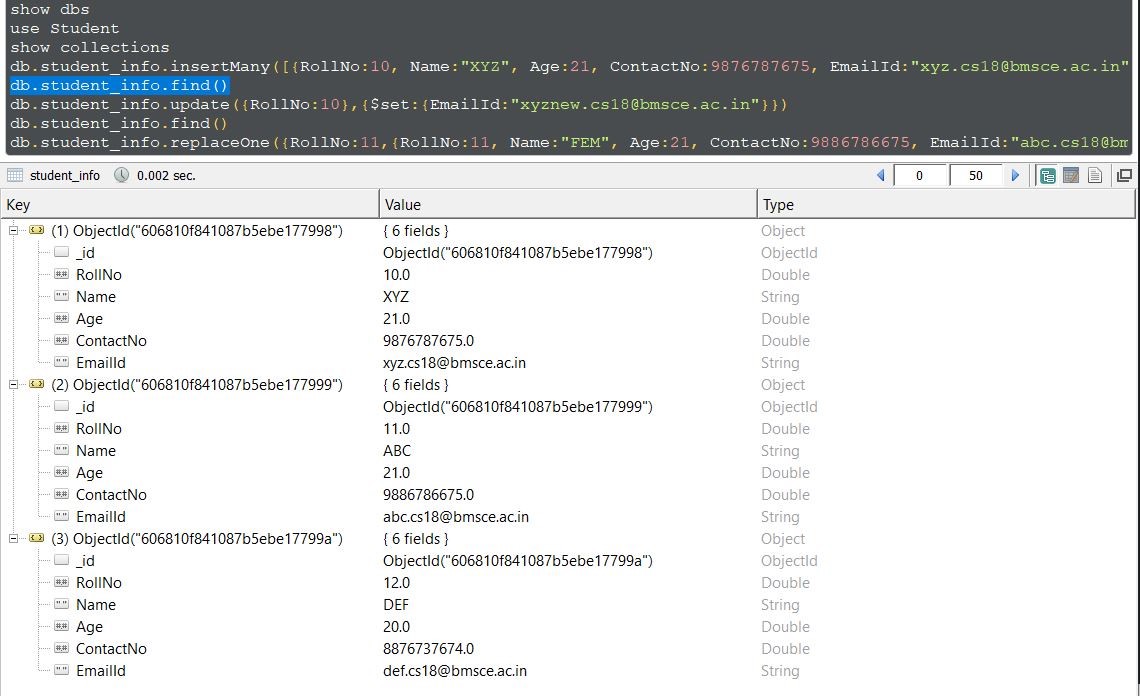 show dbs
use Student
show collections
db.student_info.insertMany([{RollNo:10, Name:"XYZ", Age:21, ContactNo:9876787675, EmailId:"xyz.cs18@bmsce.ac.in"
db.student_info.find()
db.student_info.update({RollNo:10},{$set:{EmailId:"xyznew.cs18@bmsce.ac.in"}})
db.student_info.find()
db.student_info.replaceOne({RollNo:11,{RollNo:11, Name:"FEM", Age:21, ContactNo:9886786675, EmailId:"abc.cs18@bm
student_info 0.002 sec. 0 50
Key Value Type
(1) ObjectId("606810f841087b5ebe177998") { 6 fields } Object
_id ObjectId("606810f841087b5ebe177998") ObjectId
RollNo 10.0 Double
Name XYZ String
Age 21.0 Double
ContactNo 9876787675.0 Double
EmailId xyz.cs18@bmsce.ac.in String
(2) ObjectId("606810f841087b5ebe177999") { 6 fields } Object
_id ObjectId("606810f841087b5ebe177999") ObjectId
RollNo 11.0 Double
Name ABC String
Age 21.0 Double
ContactNo 9886786675.0 Double
EmailId abc.cs18@bmsce.ac.in String
(3) ObjectId("606810f841087b5ebe17799a") { 6 fields } Object
_id ObjectId("606810f841087b5ebe17799a") ObjectId
RollNo 12.0 Double
Name DEF String
Age 20.0 Double
ContactNo 8876737674.0 Double
EmailId def.cs18@bmsce.ac.in String